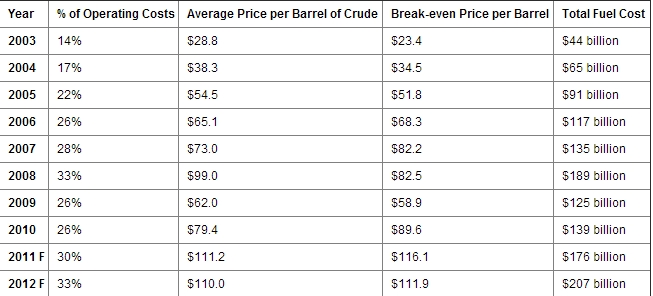 Year % of Operating Costs Average Price per Barrel of Crude Break-even Price per Barrel Total Fuel Cost
2003 14% $28.8 $23.4 $44 billion
2004 17% $38.3 $34.5 $65 billion
2005 22% $54.5 $51.8 $91 billion
2006 26% $65.1 $68.3 $117 billion
2007 28% $73.0 $82.2 $135 billion
2008 33% $99.0 $82.5 $189 billion
2009 26% $62.0 $58.9 $125 billion
2010 26% $79.4 $89.6 $139 billion
2011 F 30% $111.2 $116.1 $176 billion
2012 F 33% $110.0 $111.9 $207 billion